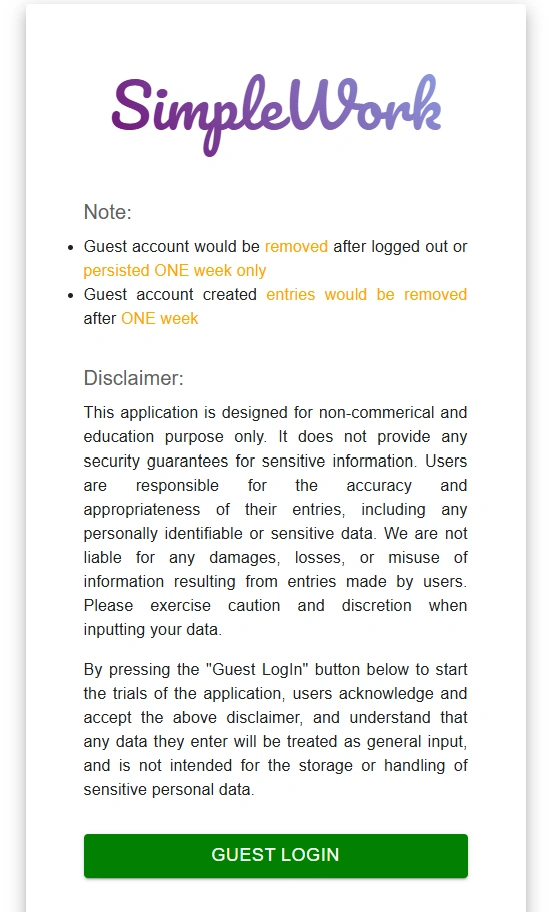 SimpleWork
Note:
• Guest account would be removed after logged out or
persisted ONE week only
• Guest account created entries would be removed
after ONE week
Disclaimer:
This application is designed for non-commerical and
education purpose only. It does not provide any
security guarantees for sensitive information. Users
are responsible for the accuracy and
appropriateness of their entries, including any
personally identifiable or sensitive data. We are not
liable for any damages, losses, or misuse of
information resulting from entries made by users.
Please exercise caution and discretion when
inputting your data.
By pressing the "Guest LogIn" button below to start
the trials of the application, users acknowledge and
accept the above disclaimer, and understand that
any data they enter will be treated as general input,
and is not intended for the storage or handling of
sensitive personal data.
GUEST LOGIN